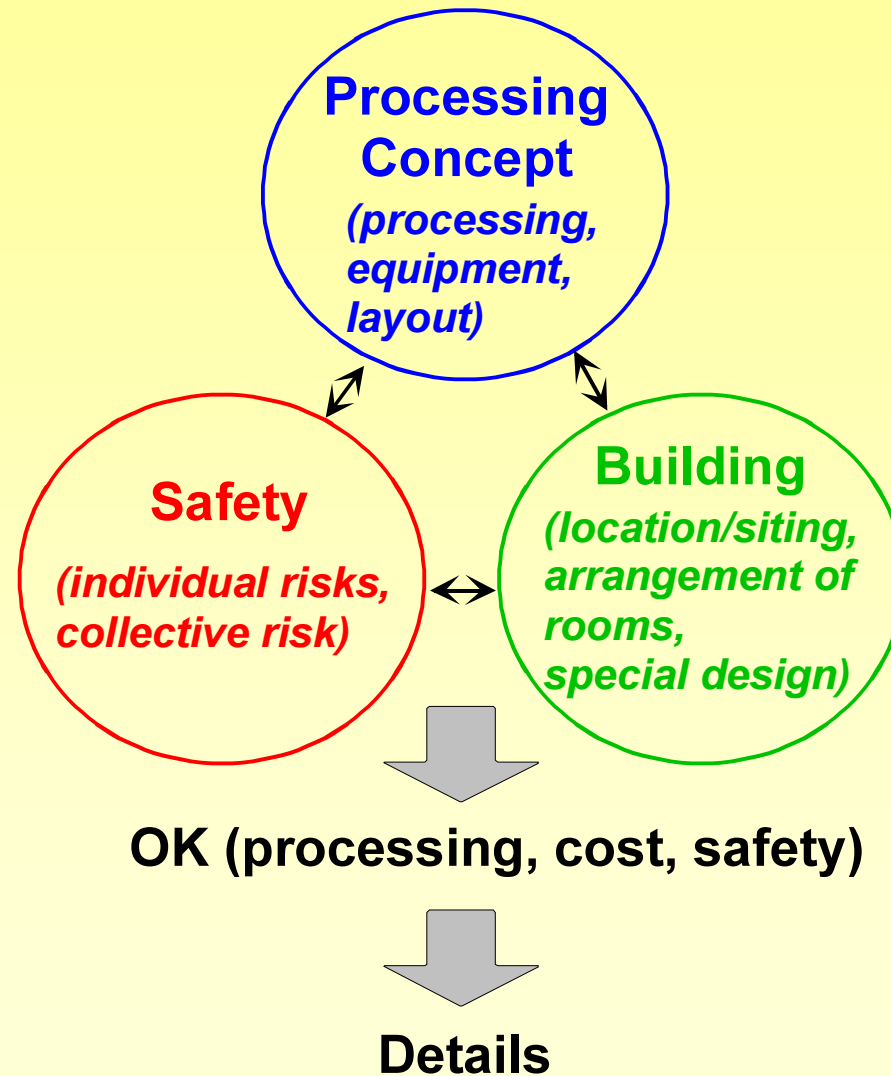 Processing
Concept
(processing,
equipment,
layout)
Safety
(individual risks,
collective risk)
Building
(location/siting,
arrangement of
rooms,
special design)
OK (processing, cost, safety)
Details